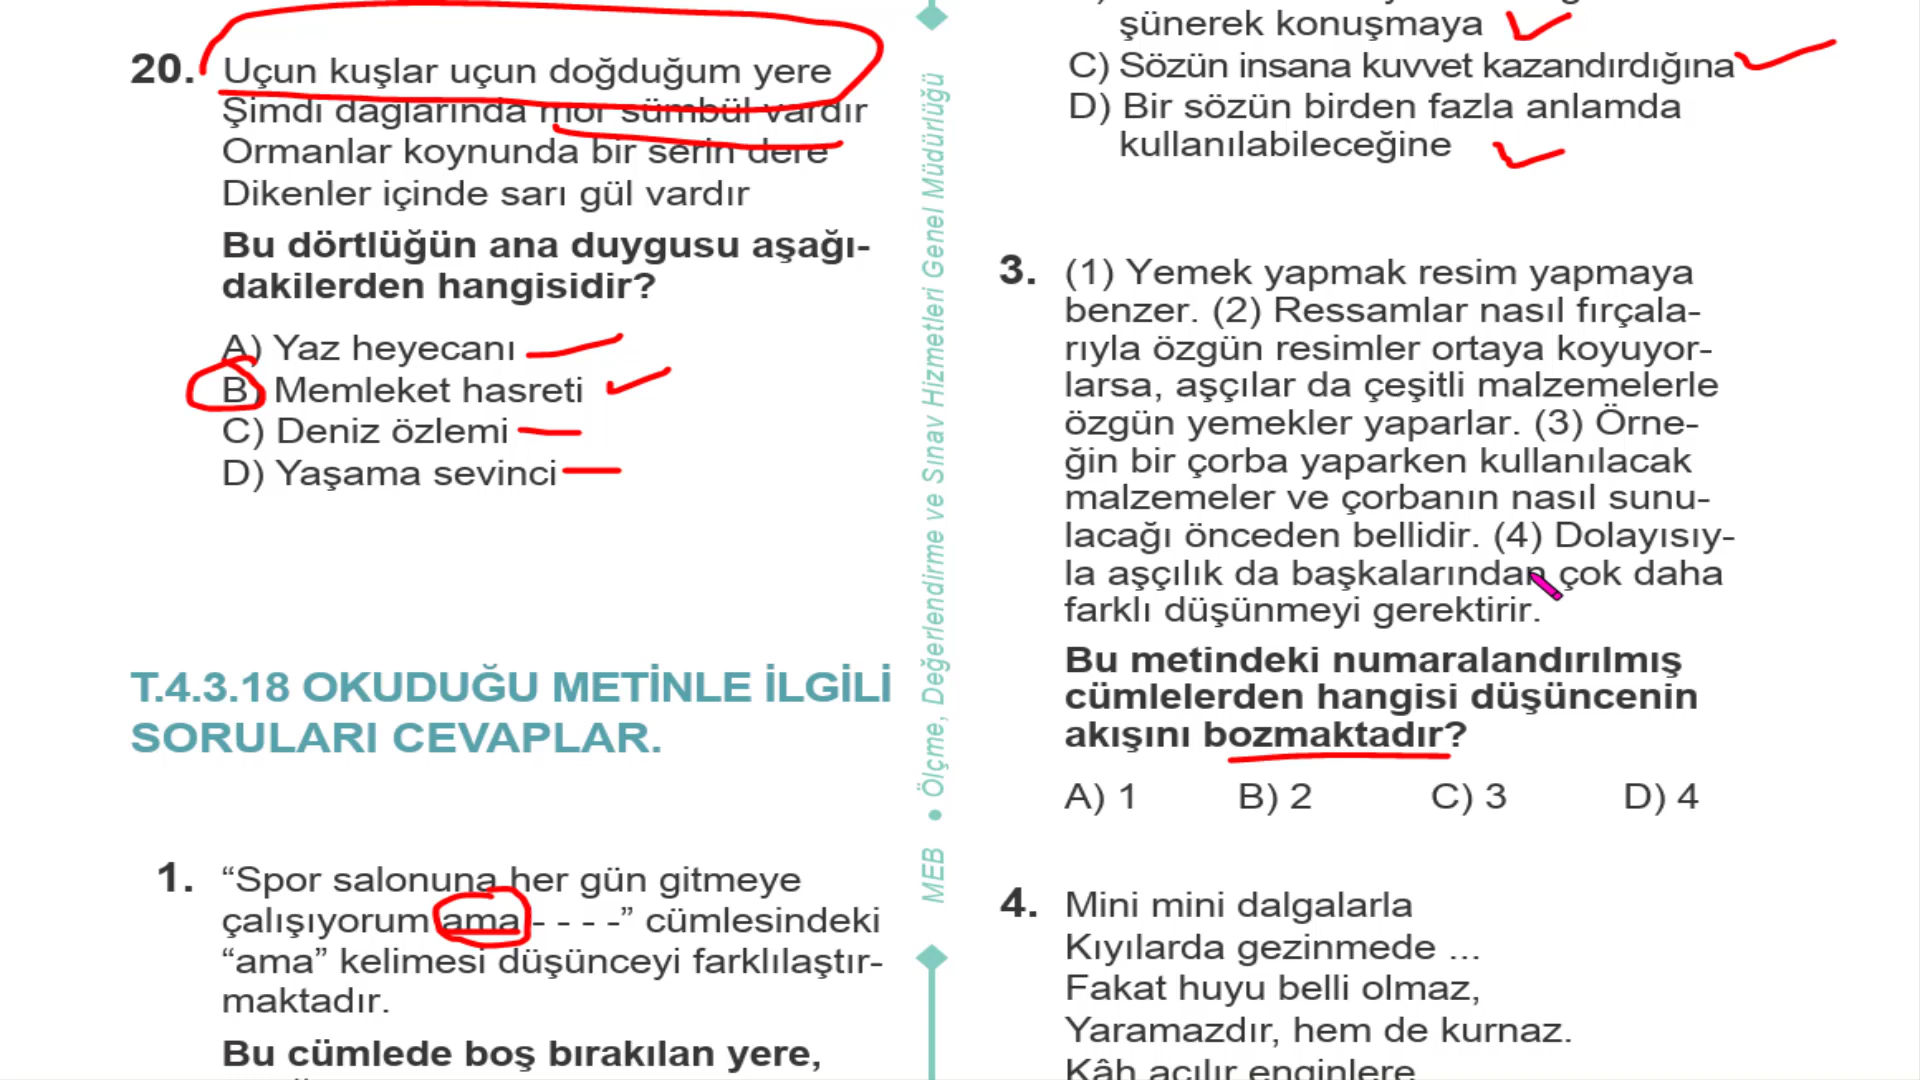 20. Uçun kuşlar uçun doğduğum yere
Şimdi dağlarında mor sümbül vardır
Ormanlar koynunda bir serin dere
Dikenler içinde sarı gül vardır
Bu dörtlüğün ana duygusu aşağı-
dakilerden hangisidir?
A) Yaz heyecanı
B) Memleket hasreti
C) Deniz özlemi
D) Yaşama sevinci
T.4.3.18 OKUDUĞU METİNLE İLGİLİ
SORULARI CEVAPLAR.
1. “Spor salonuna her gün gitmeye
çalışıyorum ama - - - -” cümlesindeki
“ama” kelimesi düşünceyi farklılaştır-
maktadır.
Bu cümlede boş bırakılan yere,
MEB • Ölçme, Değerlendirme ve Sınav Hizmetleri Genel Müdürlüğü
şünerek konuşmaya
C) Sözün insana kuvvet kazandırdığına
D) Bir sözün birden fazla anlamda
kullanılabileceğine
3. (1) Yemek yapmak resim yapmaya
benzer. (2) Ressamlar nasıl fırçala-
rıyla özgün resimler ortaya koyuyor-
larsa, aşçılar da çeşitli malzemelerle
özgün yemekler yaparlar. (3) Örne-
ğin bir çorba yaparken kullanılacak
malzemeler ve çorbanın nasıl sunu-
lacağı önceden bellidir. (4) Dolayısıy-
la aşçılık da başkalarından çok daha
farklı düşünmeyi gerektirir.
Bu metindeki numaralandırılmış
cümlelerden hangisi düşüncenin
akışını bozmaktadır?
A) 1 B) 2 C) 3 D) 4
4. Mini mini dalgalarla
Kıyılarda gezinmede ...
Fakat huyu belli olmaz,
Yaramazdır, hem de kurnaz.
Kâh açılır enginlere